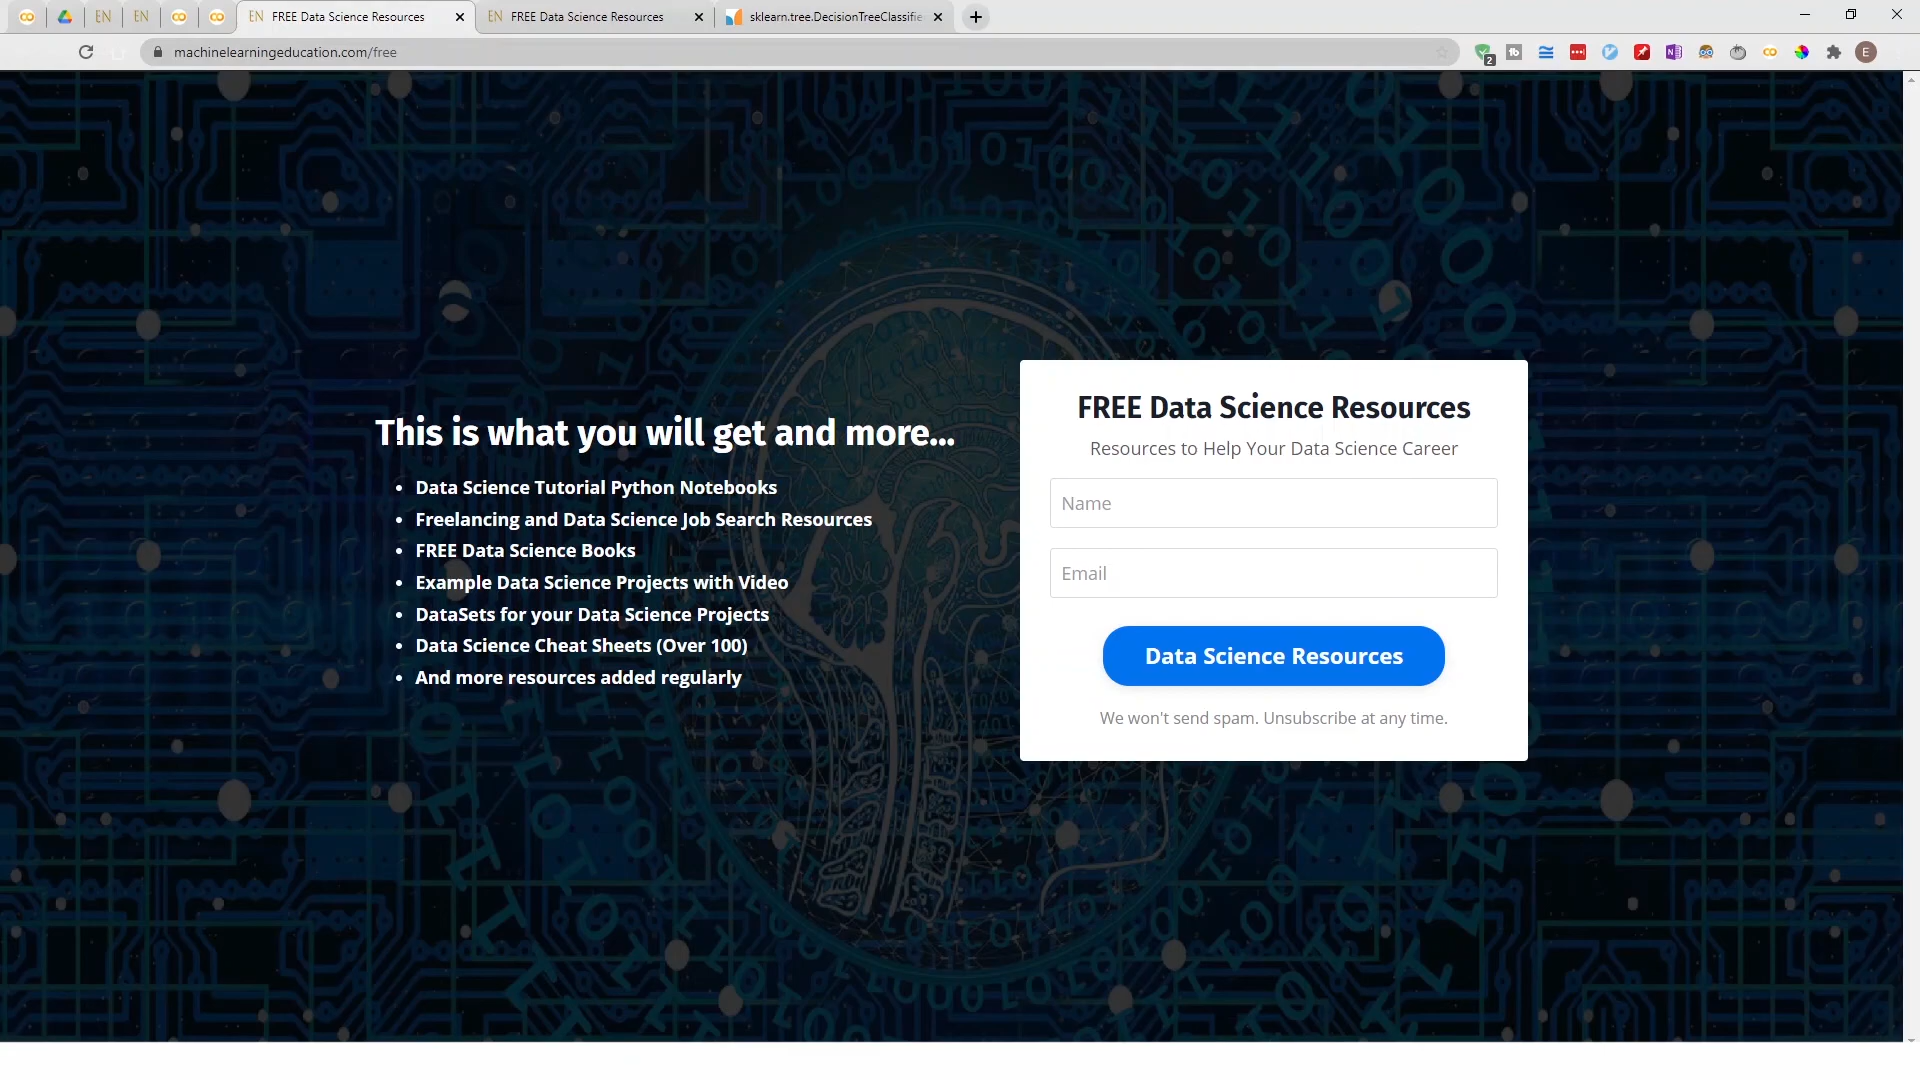 FREE Data Science Resources
FREE Data Science Resources
sklearn.tree.DecisionTreeClassifie
machinelearningeducation.com/free
This is what you will get and more...
Data Science Tutorial Python Notebooks
Freelancing and Data Science Job Search Resources
FREE Data Science Books
Example Data Science Projects with Video
DataSets for your Data Science Projects
Data Science Cheat Sheets (Over 100)
And more resources added regularly
FREE Data Science Resources
Resources to Help Your Data Science Career
Name
Email
Data Science Resources
We won't send spam. Unsubscribe at any time.